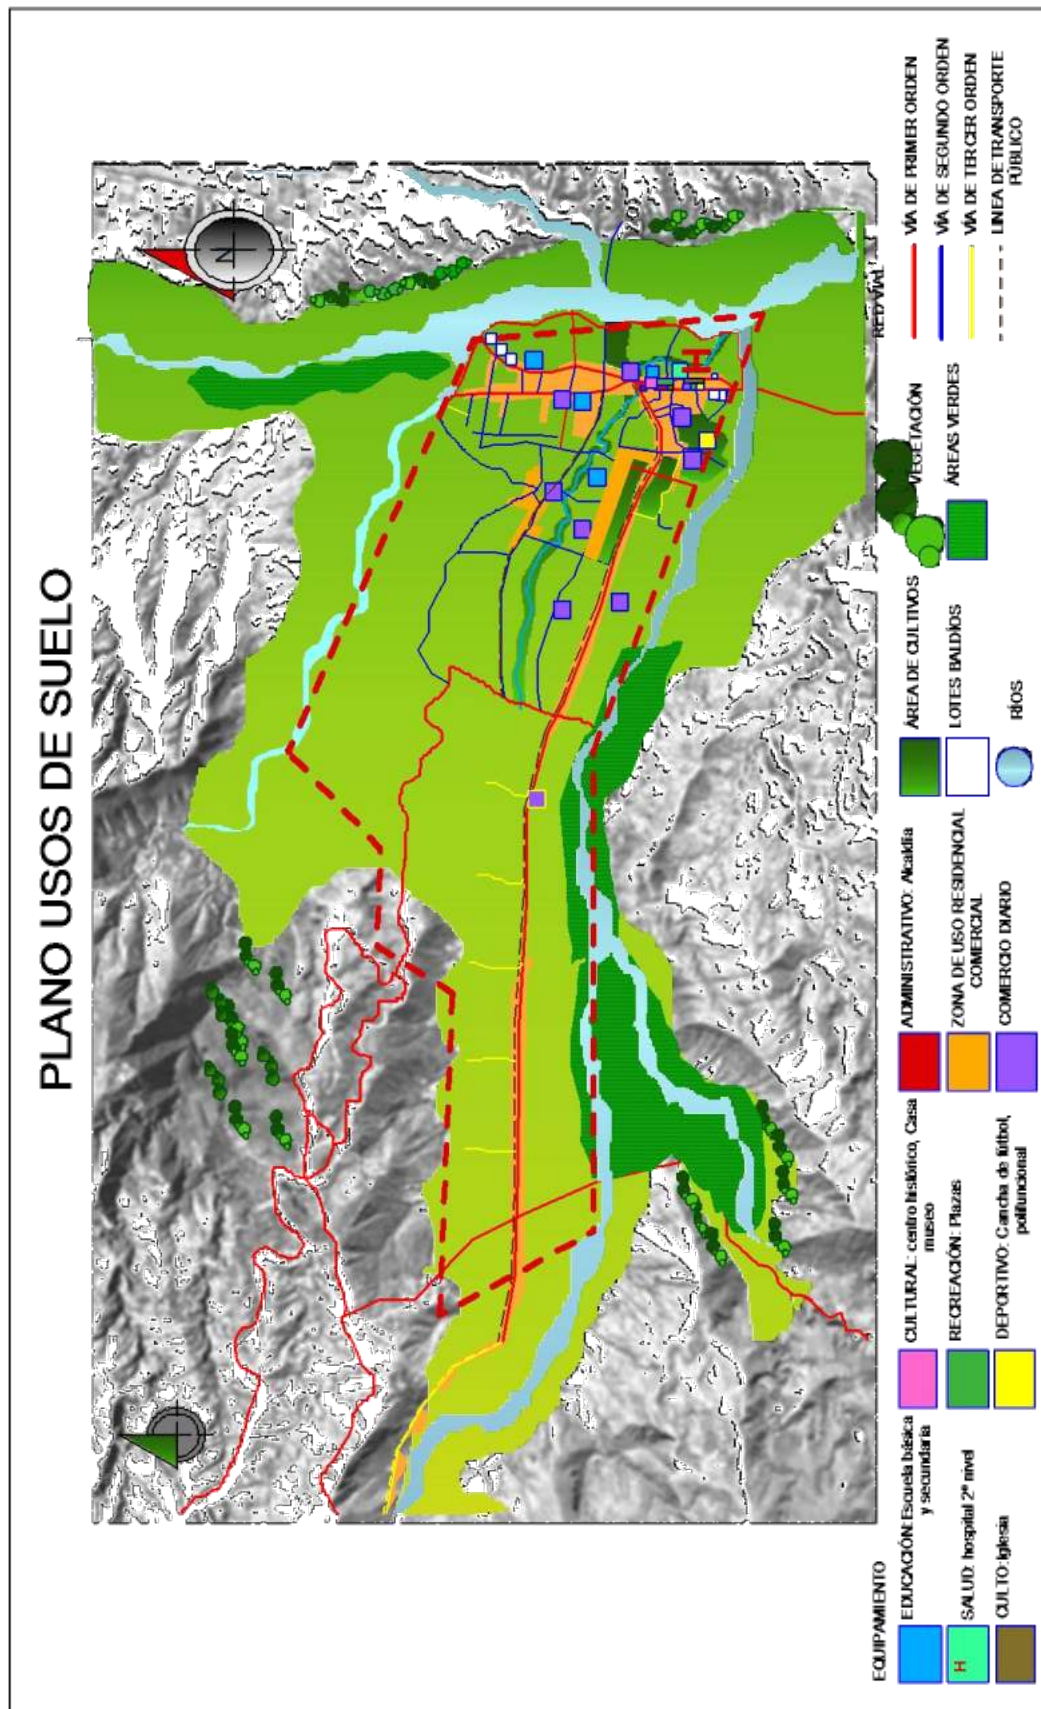 PLANO USOS DE SUELO
N
H
EQUIPAMIENTO
EDUCACIÓN: Escuela básica
y secundaria
H
SALUD: hospital 2º nivel
CULTO: Iglesia
CULTURAL: centro histórico, Casa
museo
RECREACIÓN: Plazas
DEPORTIVO: Cancha de fútbol,
polifuncional
ADMINISTRATIVO: Alcaldía
ZONA DE USO RESIDENCIAL
COMERCIAL
COMERCIO DIARIO
ÁREA DE CULTIVOS
LOTES BALDÍOS
RÍOS
VEGETACIÓN
ÁREAS VERDES
RED VIAL
VÍA DE PRIMER ORDEN
VÍA DE SEGUNDO ORDEN
VÍA DE TERCER ORDEN
LINEA DE TRANSPORTE
PÚBLICO